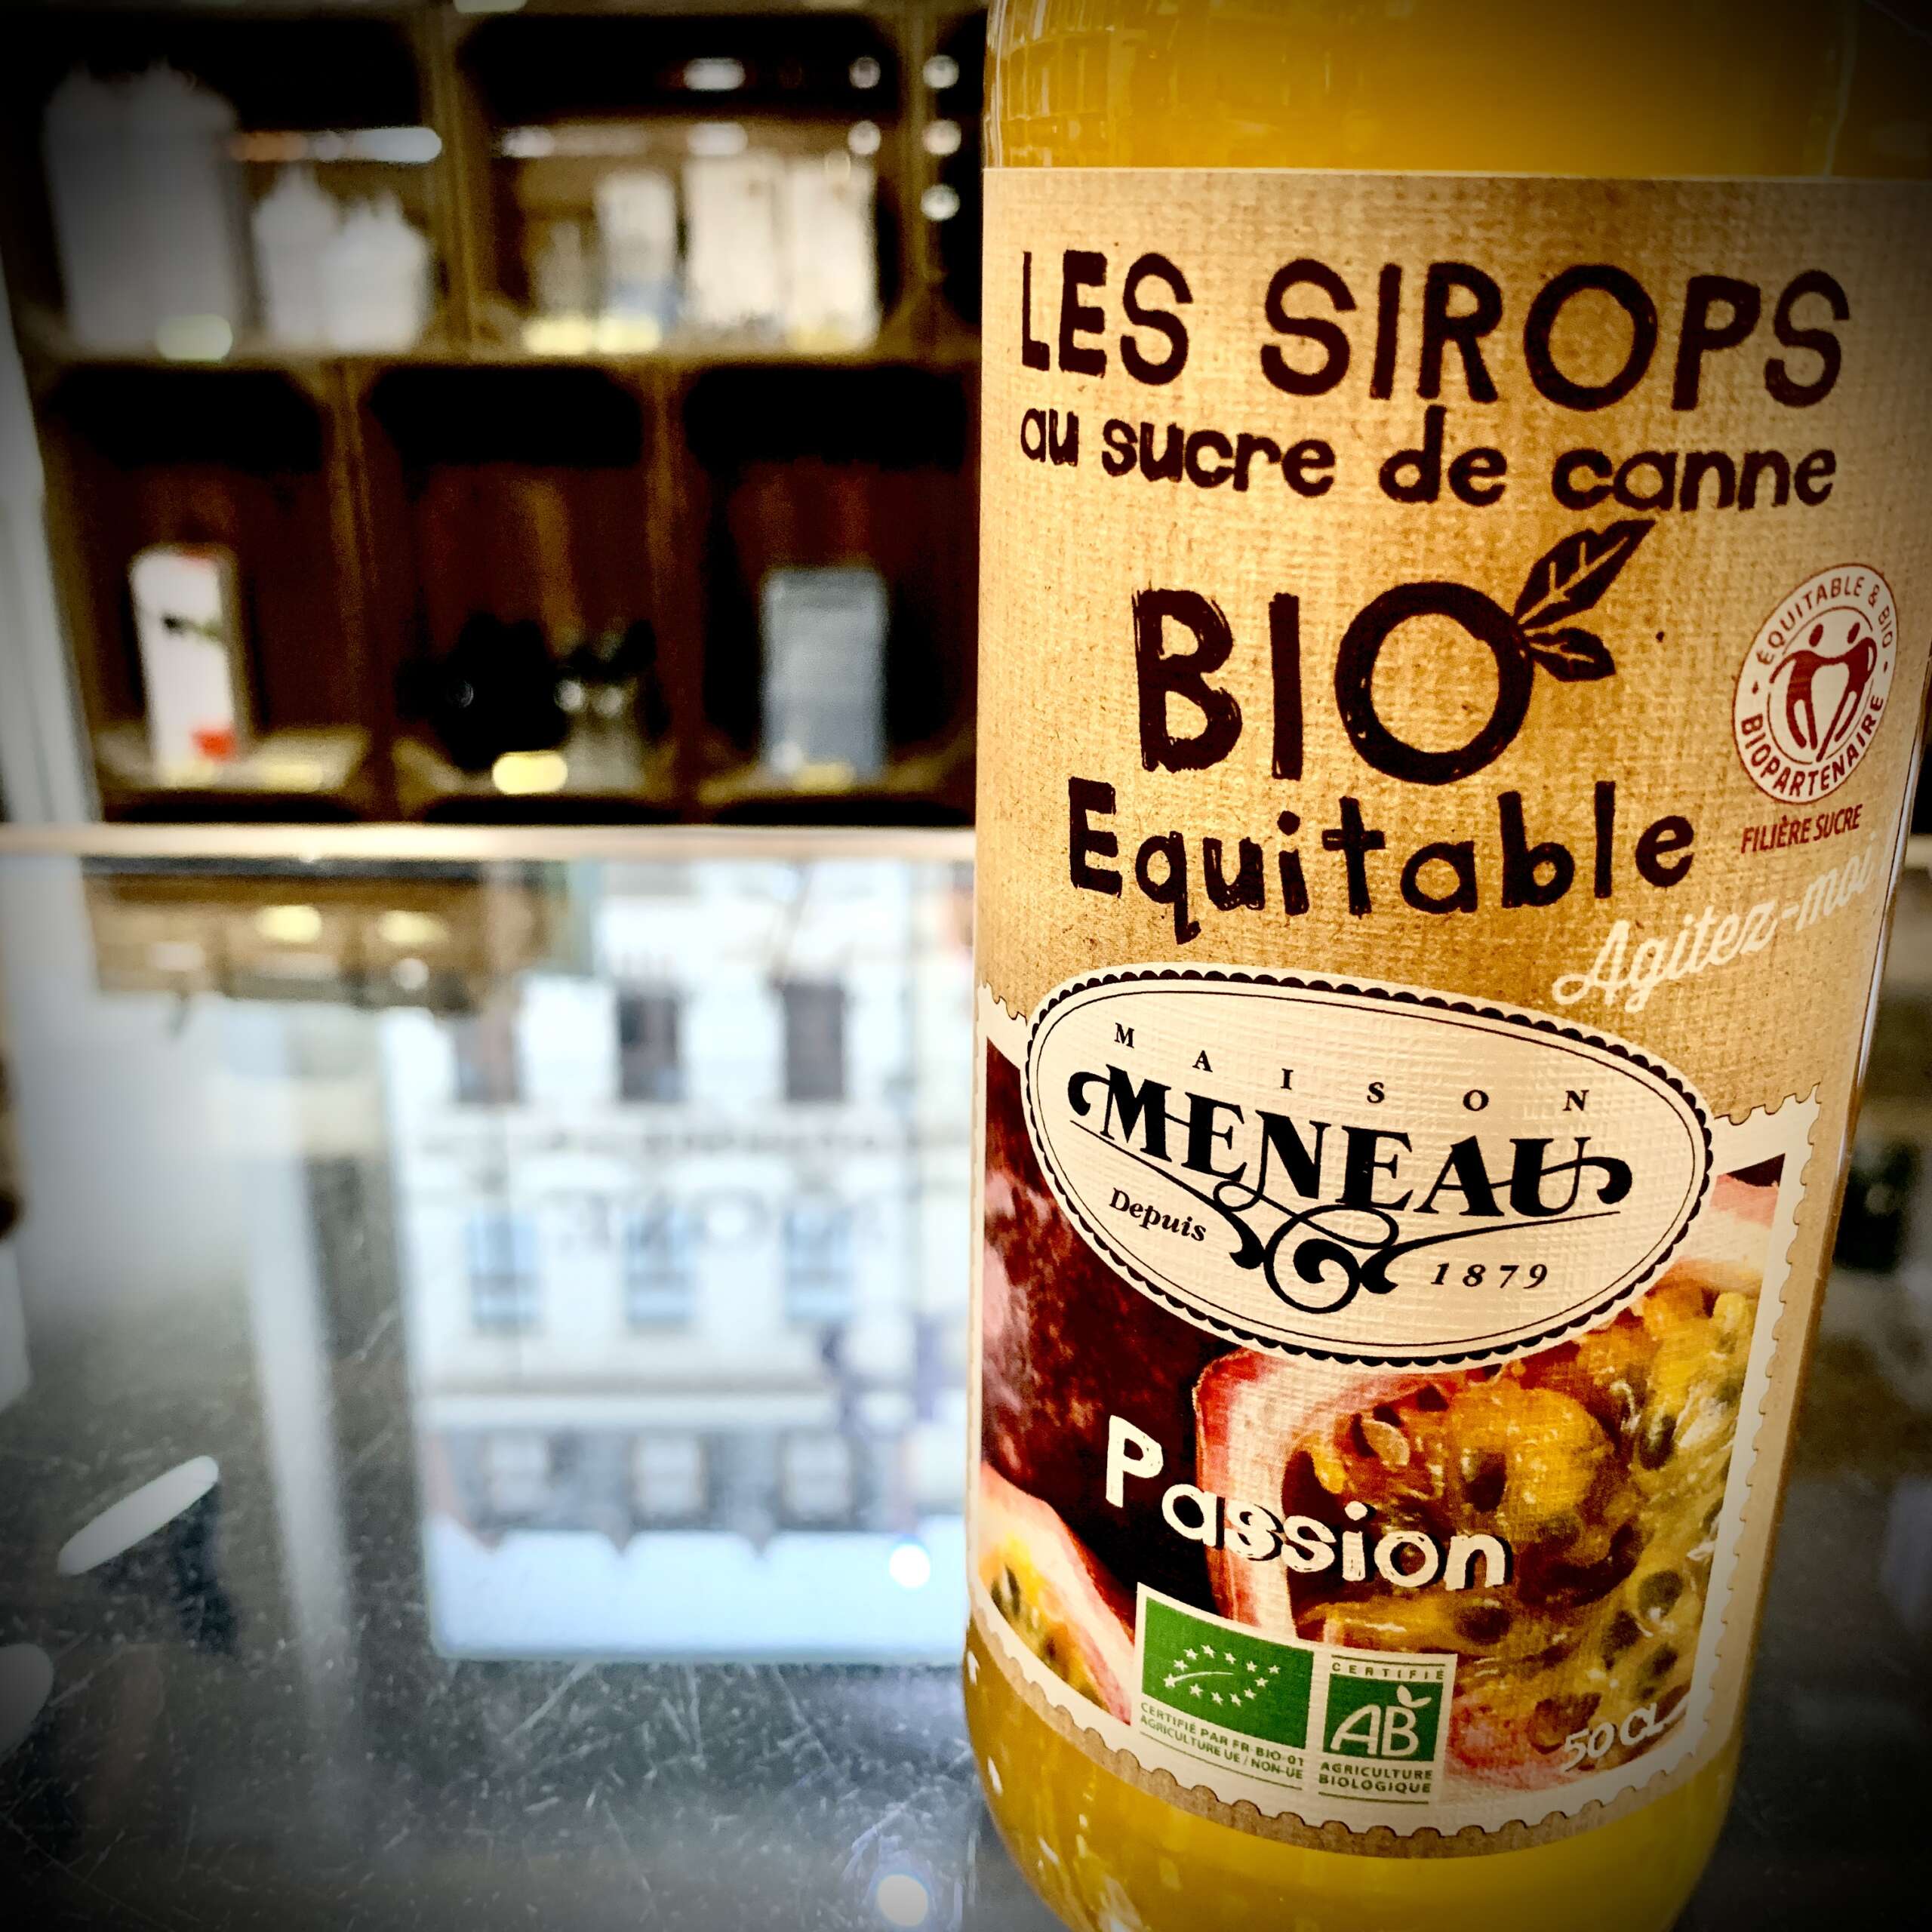 LES SIROPS
au sucre de canne
BIO
Equitable
ÉQUITABLE & BIO
BIOPARTENAIRE
FILIÈRE SUCRE
Agitez-moi
MAISON
MENEAU
Depuis 1879
Passion
CERTIFIÉ PAR FR-BIO-01
AGRICULTURE UE / NON-UE
CERTIFIÉ
AB
AGRICULTURE
BIOLOGIQUE
50 CL